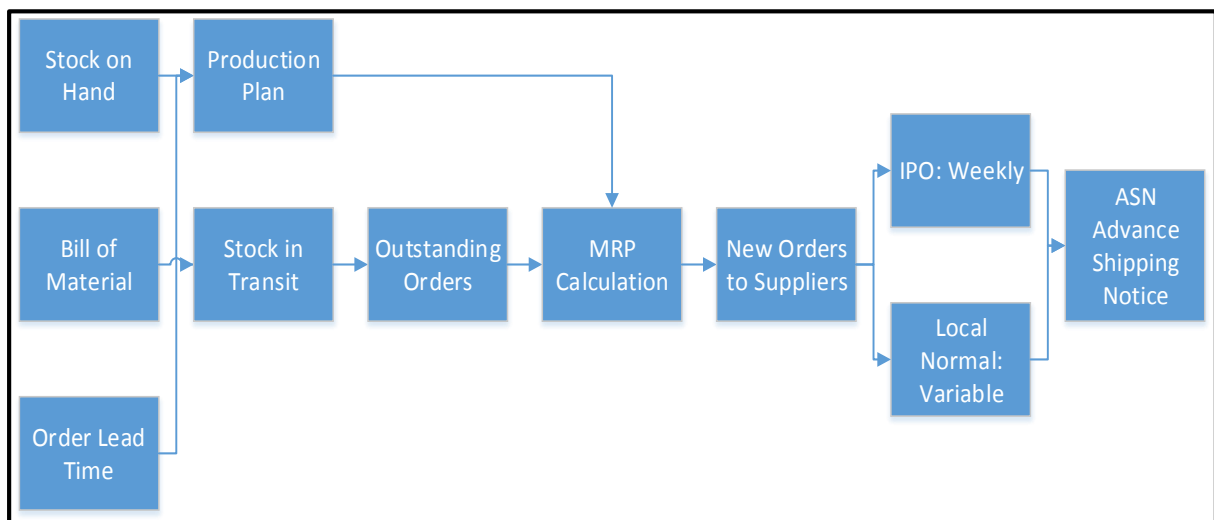 Stock on
Hand
Production
Plan
Bill of
Material
Stock in
Transit
Outstanding
Orders
MRP
Calculation
New Orders
to Suppliers
IPO: Weekly
Local
Normal:
Variable
ASN
Advance
Shipping
Notice
Order Lead
Time